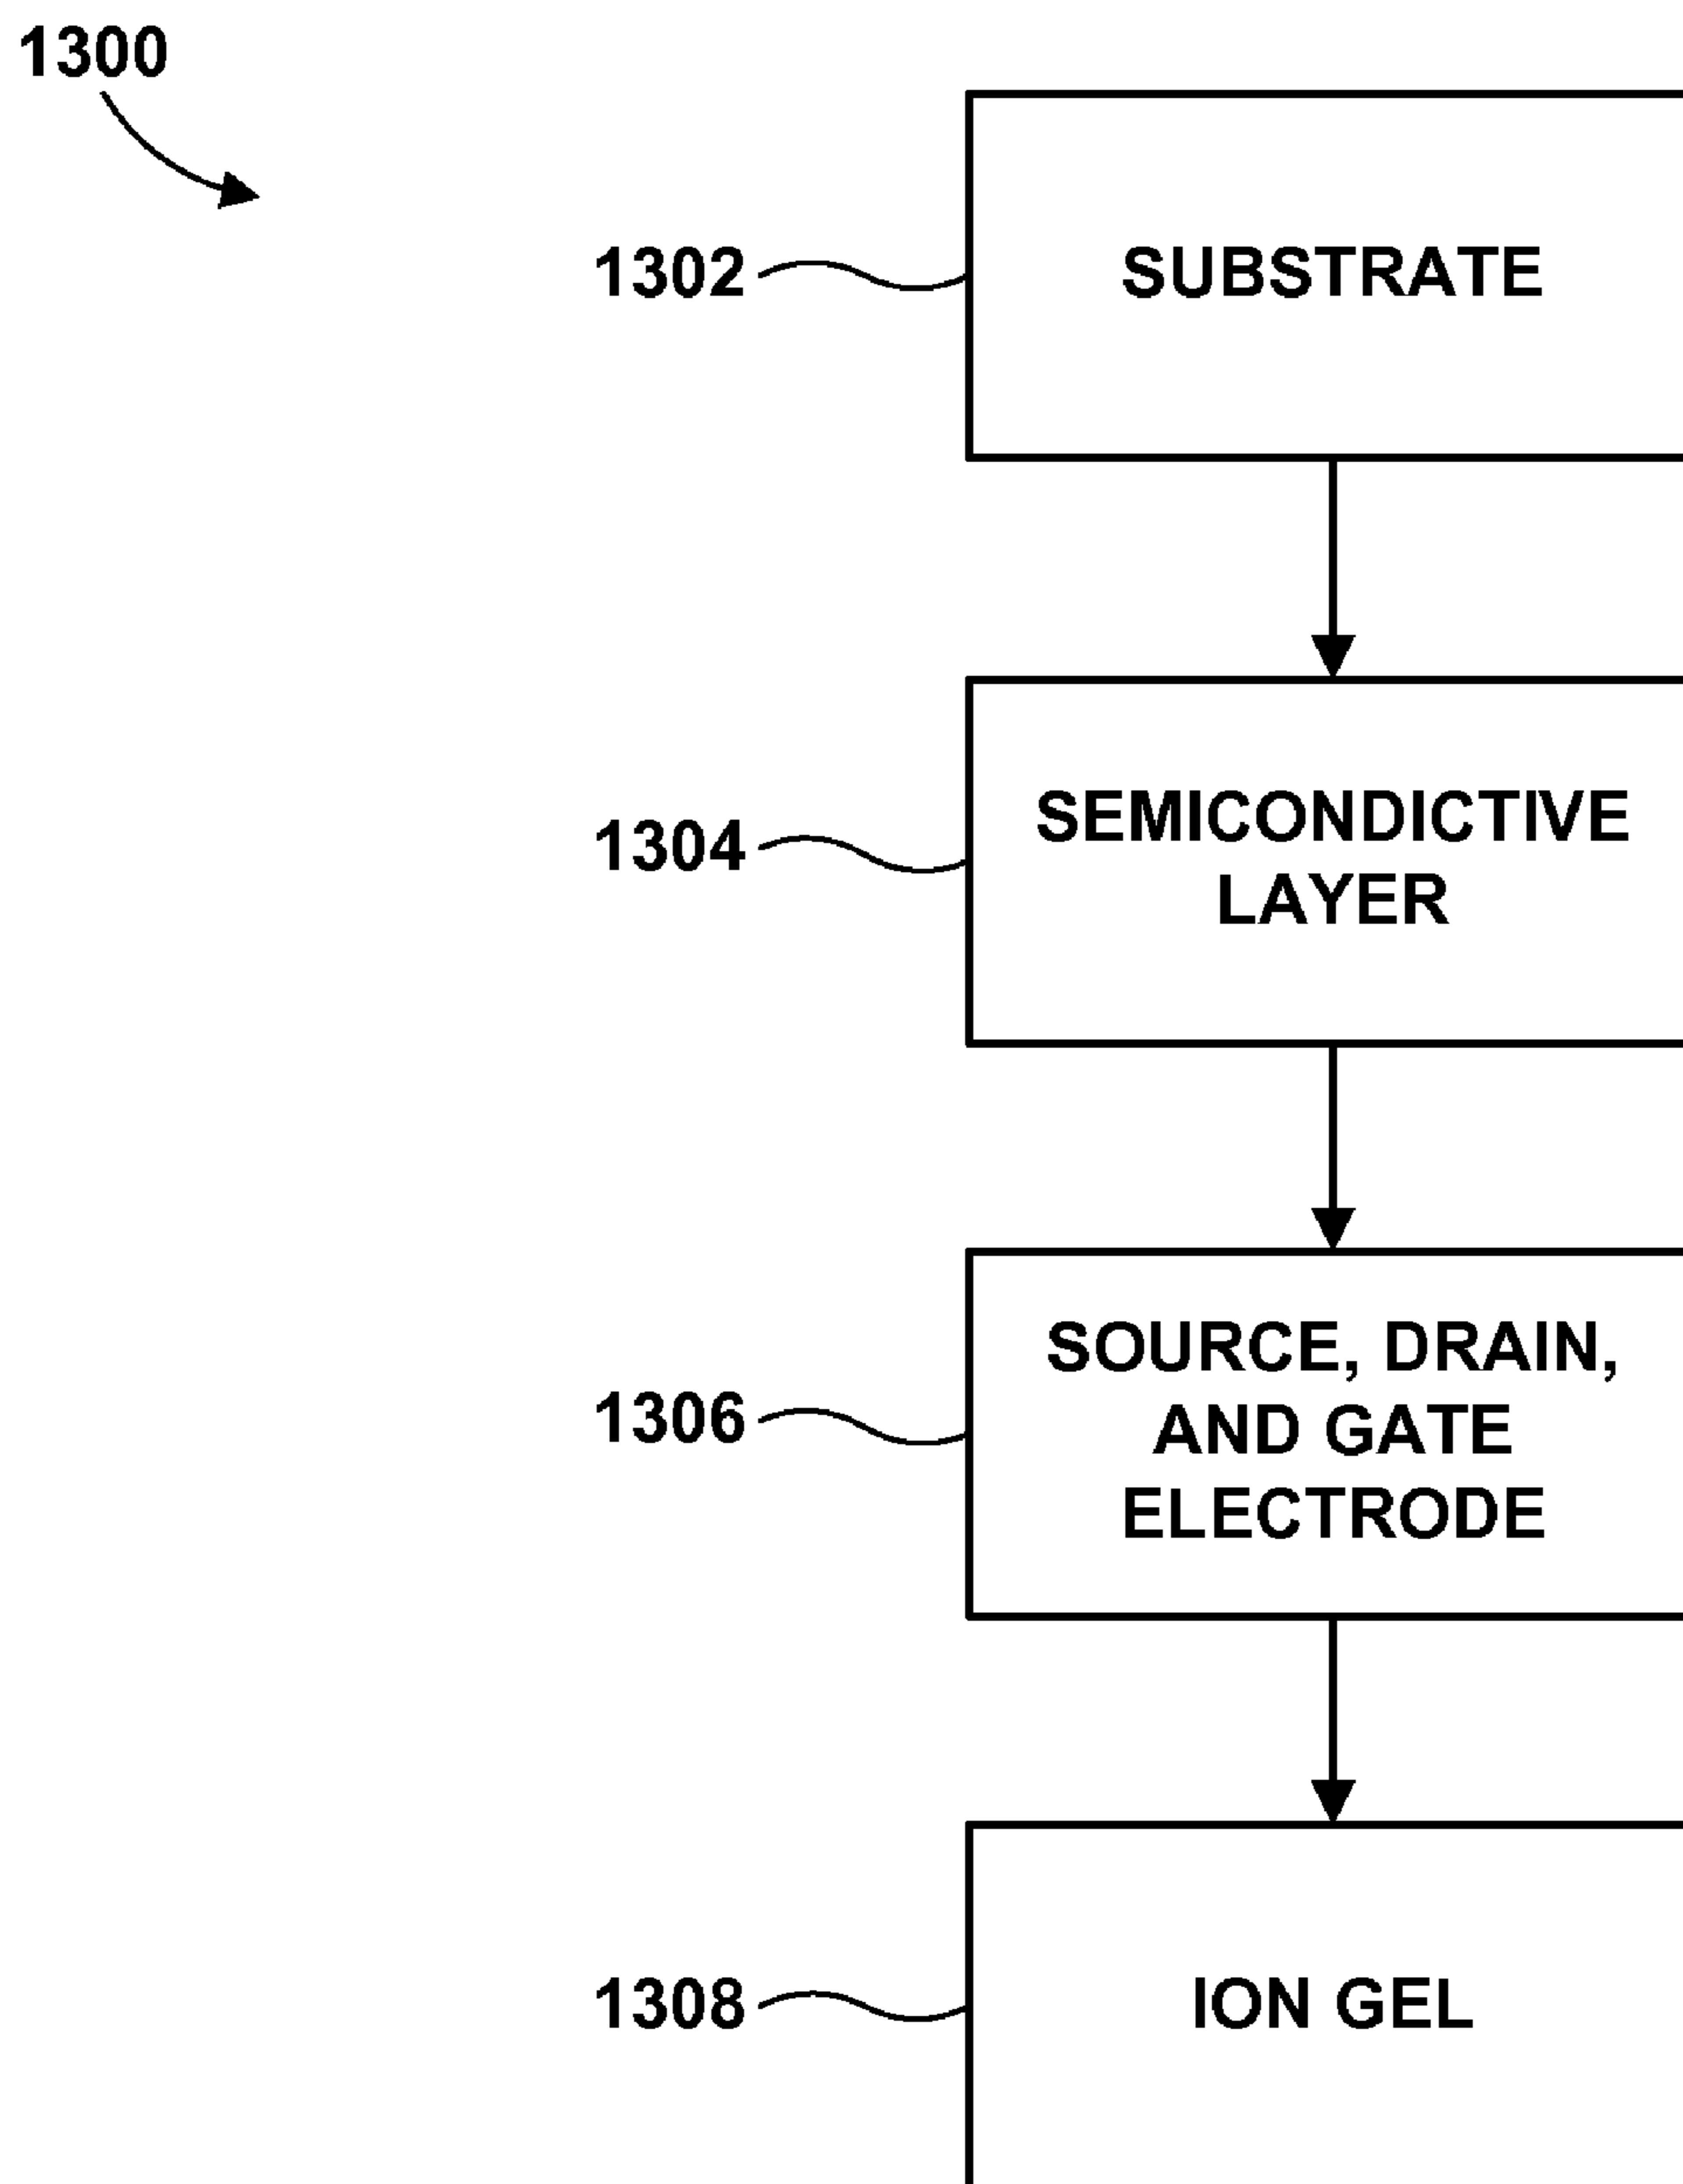 1300
1302
SUBSTRATE
1304
SEMICONDICTIVE
LAYER
1306
SOURCE, DRAIN,
AND GATE
ELECTRODE
1308
ION GEL